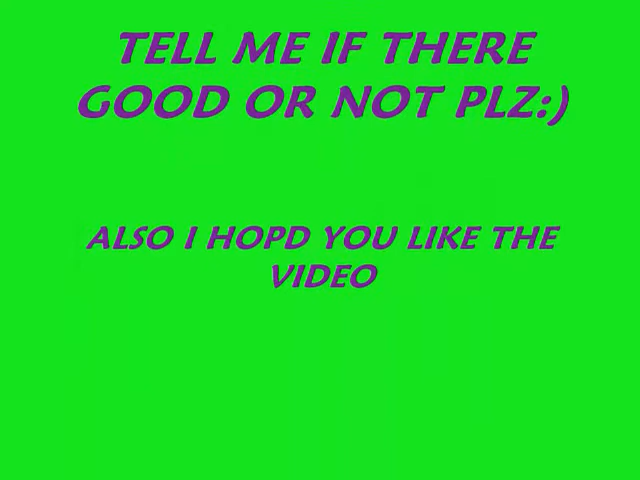 TELL ME IF THERE
GOOD OR NOT PLZ:)
ALSO I HOPD YOU LIKE THE
VIDEO